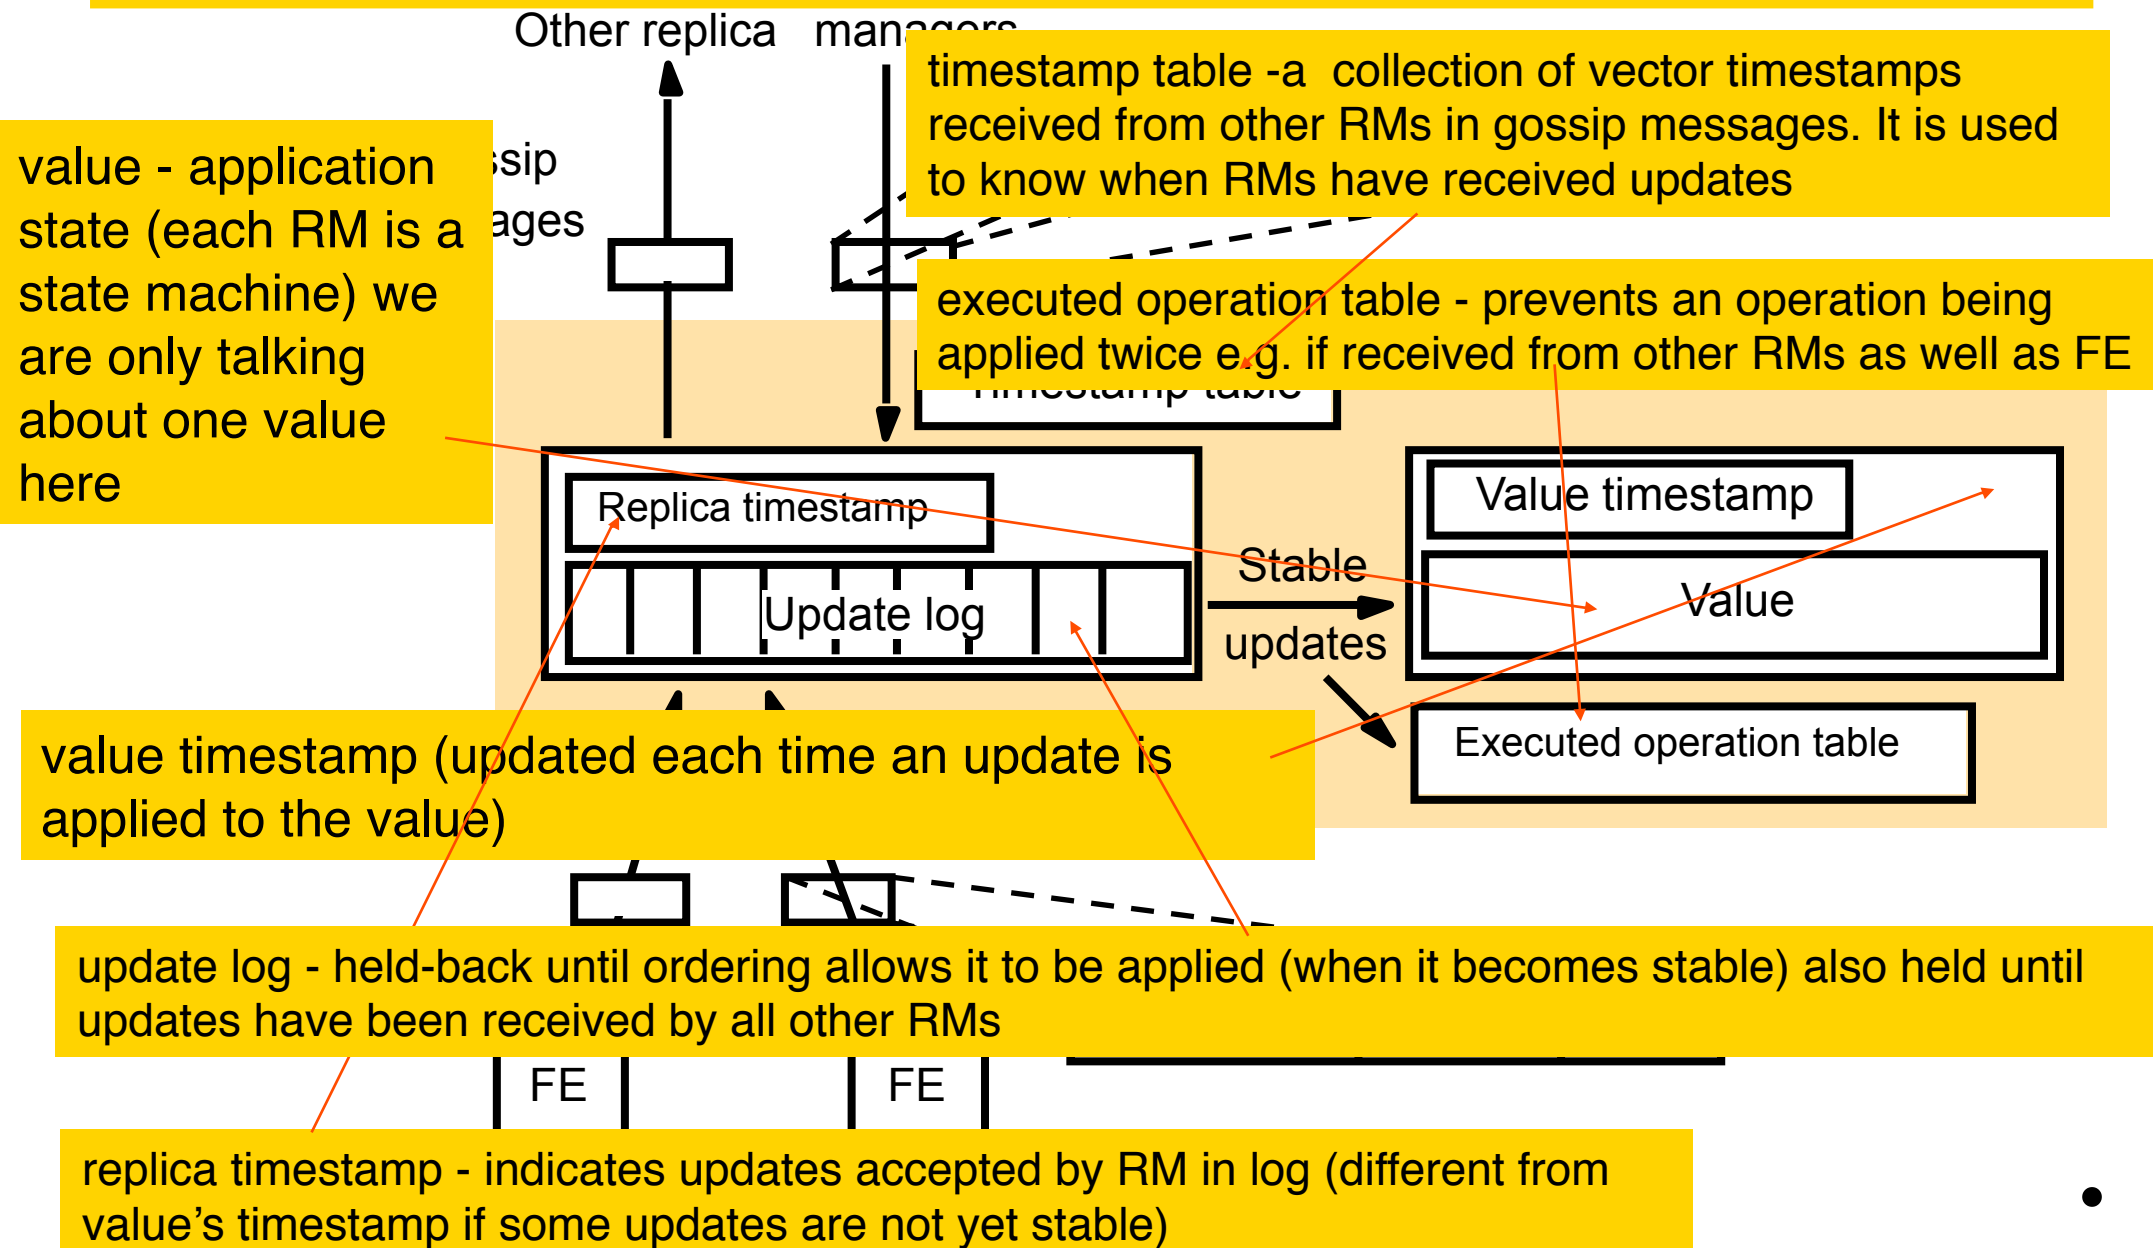 Other replica managers
timestamp table -a collection of vector timestamps
received from other RMs in gossip messages. It is used
to know when RMs have received updates
value - application
state (each RM is a
state machine) we
are only talking
about one value
here
ssip
ages
executed operation table - prevents an operation being
applied twice e.g. if received from other RMs as well as FE
Timestamp table
Replica timestamp
Update log
Stable
updates
Value timestamp
Value
Executed operation table
value timestamp (updated each time an update is
applied to the value)
update log - held-back until ordering allows it to be applied (when it becomes stable) also held until
updates have been received by all other RMs
FE
FE
replica timestamp - indicates updates accepted by RM in log (different from
value's timestamp if some updates are not yet stable)